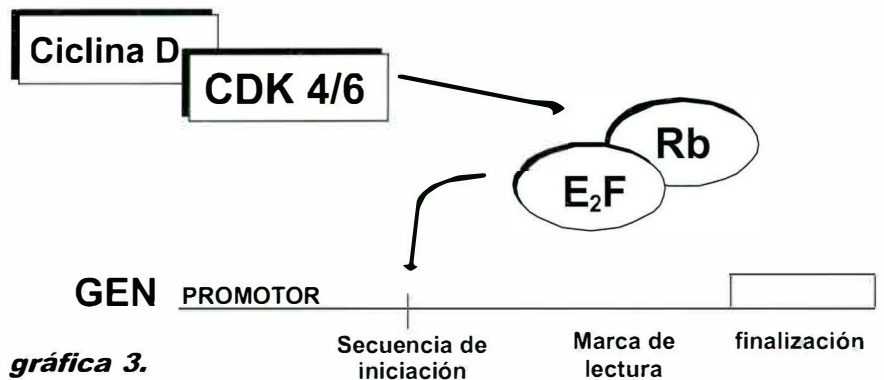 Ciclina D
CDK 4/6
Rb
E₂F
GEN PROMOTOR
Secuencia de
iniciación
Marca de
lectura
finalización
gráfica 3.